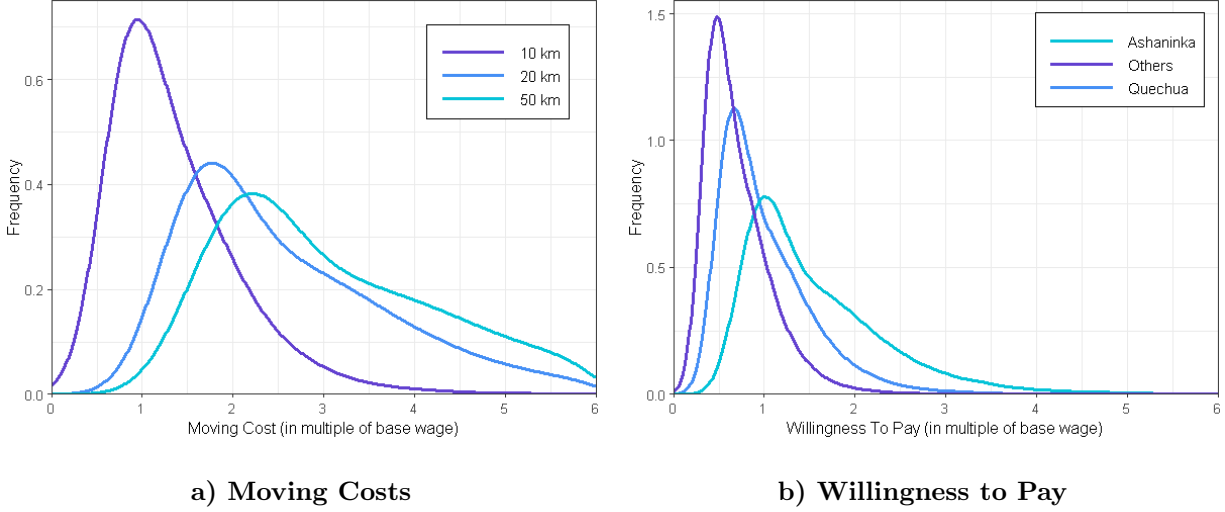 10 km
20 km
50 km
0.6
0.4
0.2
0.0
Frequency
0 1 2 3 4 5 6
Moving Cost (in multiple of base wage)
a) Moving Costs
Ashaninka
Others
Quechua
1.5
1.0
0.5
0.0
Frequency
0 1 2 3 4 5 6
Willingness To Pay (in multiple of base wage)
b) Willingness to Pay